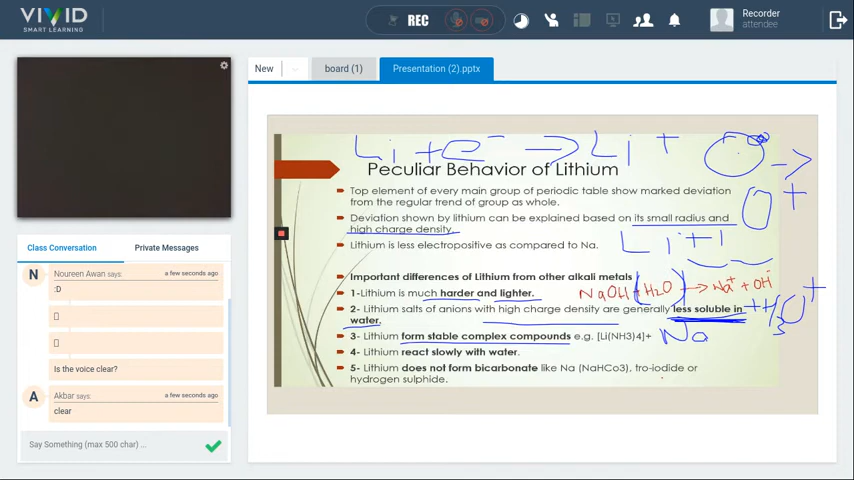 VIVID
SMART LEARNING
REC
Recorder
attendee
New
board (1)
Presentation (2).pptx
Li + e⁻ → Li +
→
Peculiar Behavior of Lithium
Top element of every main group of periodic table show marked deviation
from the regular trend of group as whole.
Deviation shown by lithium can be explained based on its small radius and
high charge density.
+
Li +1
Lithium is less electropositive as compared to Na.
Important differences of Lithium from other alkali metals
1-Lithium is much harder and lighter.
NaOH + H2O → Na⁺ + OH⁻
2- Lithium salts of anions with high charge density are generally less soluble in
water.
+ H3O⁺
3- Lithium form stable complex compounds e.g. [Li(NH3)4]+
Na
4- Lithium react slowly with water.
5- Lithium does not form bicarbonate like Na (NaHCo3), tro-iodide or
hydrogen sulphide.
Class Conversation
Private Messages
N
Noureen Awan says:
a few seconds ago
:D
Is the voice clear?
A
Akbar says:
a few seconds ago
clear
Say Something (max 500 char) ...